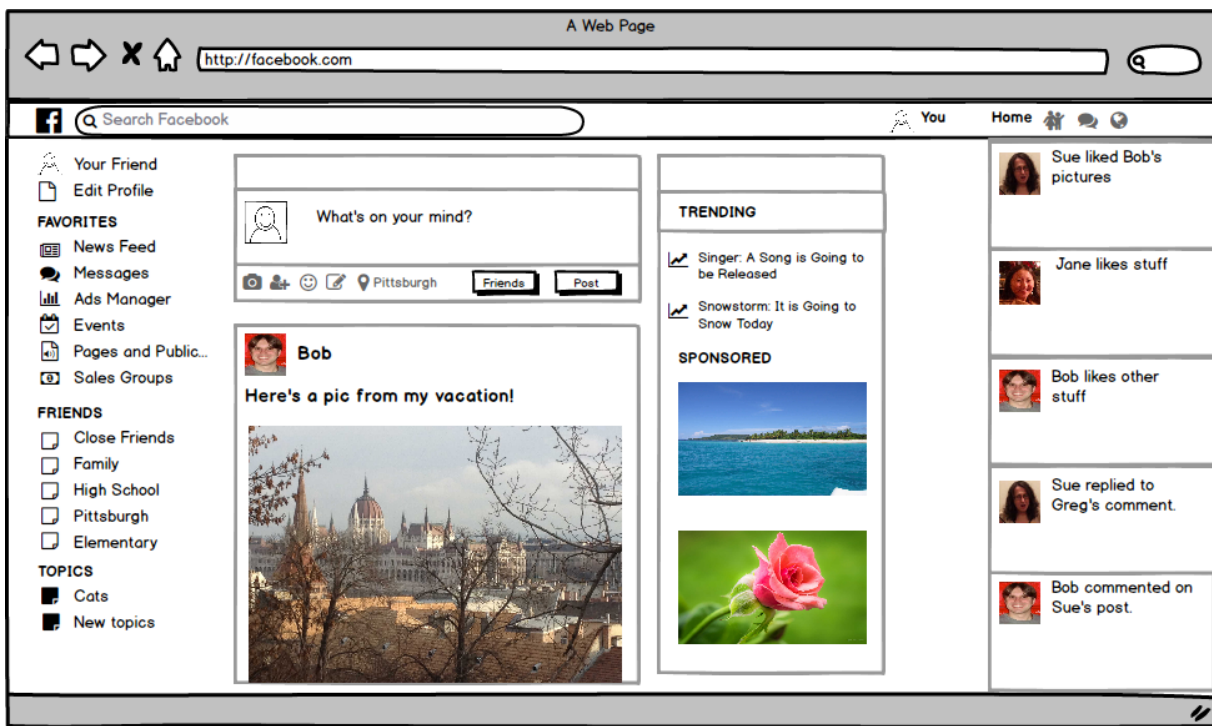 A Web Page
http://facebook.com
Search Facebook
You
Home
Your Friend
Edit Profile
FAVORITES
News Feed
Messages
Ads Manager
Events
Pages and Public...
Sales Groups
FRIENDS
Close Friends
Family
High School
Pittsburgh
Elementary
TOPICS
Cats
New topics
What's on your mind?
Pittsburgh
Friends
Post
Bob
Here's a pic from my vacation!
TRENDING
Singer: A Song is Going to
be Released
Snowstorm: It is Going to
Snow Today
SPONSORED
Sue liked Bob's
pictures
Jane likes stuff
Bob likes other
stuff
Sue replied to
Greg's comment.
Bob commented on
Sue's post.